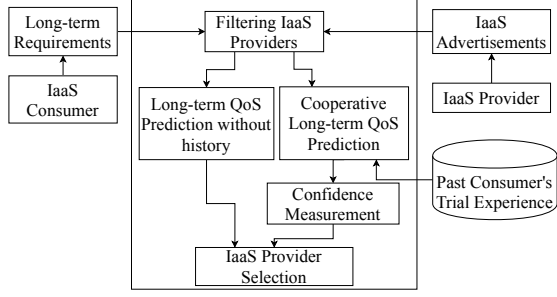 Long-term
Requirements
Filtering IaaS
Providers
IaaS
Advertisements
IaaS
Consumer
Long-term QoS
Prediction without
history
Cooperative
Long-term QoS
Prediction
IaaS Provider
Confidence
Measurement
Past Consumer's
Trial Experience
IaaS Provider
Selection